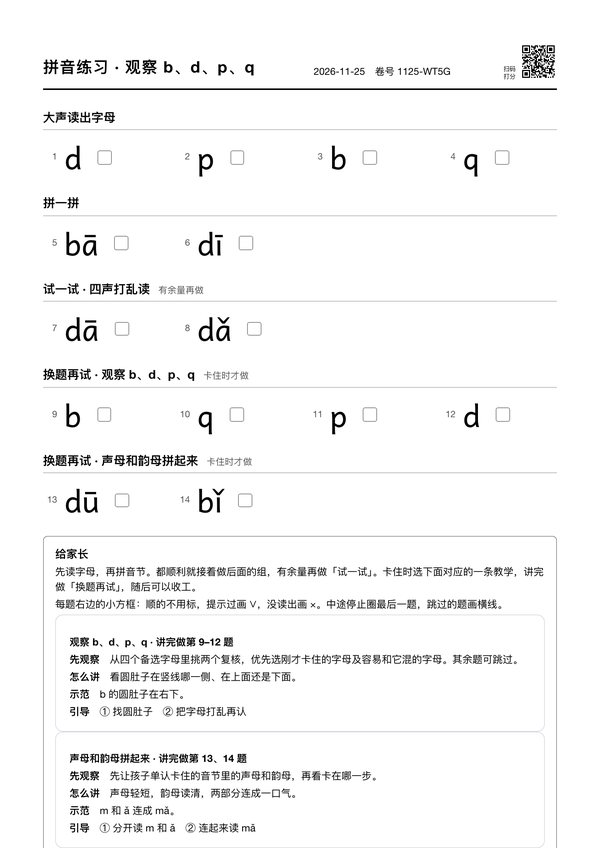 拼音练习 · 观察 b、d、p、q
2026-11-25 卷号 1125-WT5G
扫码
打分
大声读出字母
1 d 2 p 3 b 4 q
拼一拼
5 bā 6 dī
试一试 · 四声打乱读 有余量再做
7 dā 8 dǎ
换题再试 · 观察 b、d、p、q 卡住时才做
9 b 10 q 11 p 12 d
换题再试 · 声母和韵母拼起来 卡住时才做
13 dū 14 bǐ
给家长
先读字母，再拼音节。都顺利就接着做后面的组，有余量再做「试一试」。卡住时选下面对应的一条教学，讲完
做「换题再试」，随后可以收工。
每题右边的小方框：顺的不用标，提示过画 ∨，没读出画 ×。中途停止圈最后一题，跳过的题画横线。
观察 b、d、p、q · 讲完做第 9–12 题
先观察 从四个备选字母里挑两个复核，优先选刚才卡住的字母及容易和它混的字母。其余题可跳过。
怎么讲 看圆肚子在竖线哪一侧、在上面还是下面。
示范 b 的圆肚子在右下。
引导 ① 找圆肚子 ② 把字母打乱再认
声母和韵母拼起来 · 讲完做第 13、14 题
先观察 先让孩子单认卡住的音节里的声母和韵母，再看卡在哪一步。
怎么讲 声母轻短，韵母读清，两部分连成一口气。
示范 m 和 ǎ 连成 mǎ。
引导 ① 分开读 m 和 ǎ ② 连起来读 mǎ